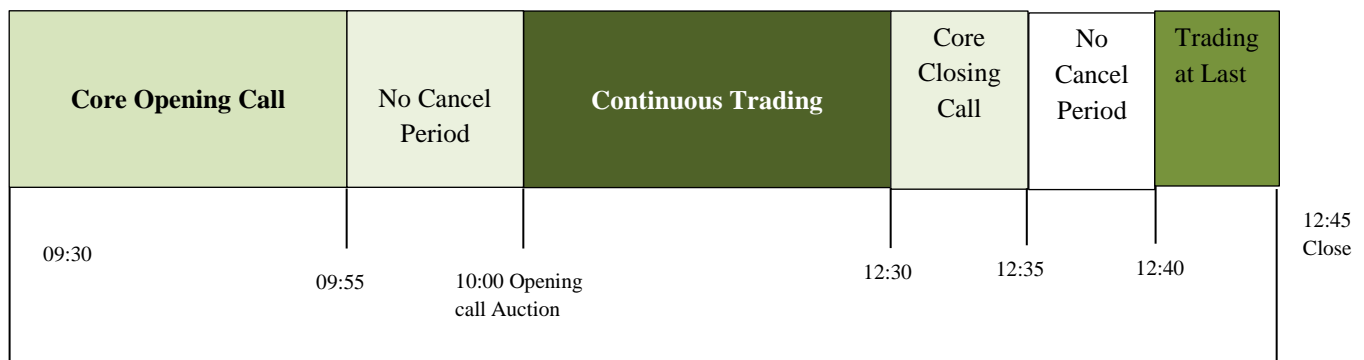 Core Opening Call
No Cancel
Period
Continuous Trading
Core
Closing
Call
No
Cancel
Period
Trading
at Last
09:30
09:55
10:00 Opening
call Auction
12:30
12:35
12:40
12:45
Close